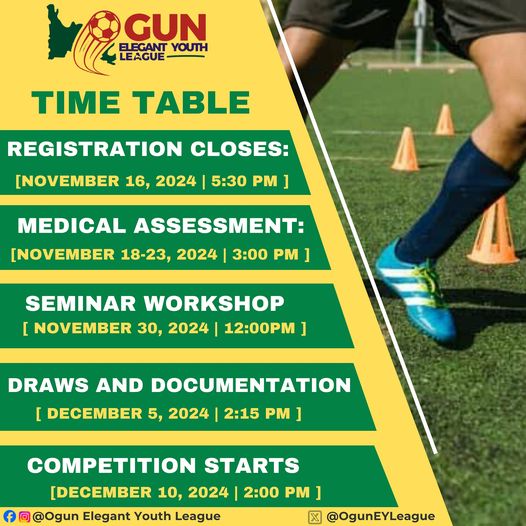 OGUN
ELEGANT YOUTH
LEAGUE
TIME TABLE
REGISTRATION CLOSES:
[NOVEMBER 16, 2024 | 5:30 PM ]
MEDICAL ASSESSMENT:
[NOVEMBER 18-23, 2024 | 3:00 PM ]
SEMINAR WORKSHOP
[ NOVEMBER 30, 2024 | 12:00PM ]
DRAWS AND DOCUMENTATION
[ DECEMBER 5, 2024 | 2:15 PM ]
COMPETITION STARTS
[DECEMBER 10, 2024 | 2:00 PM ]
@Ogun Elegant Youth League
@OgunEYLeague